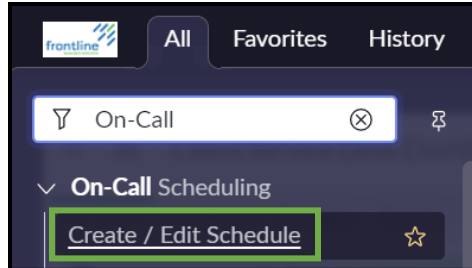 frontline
All
Favorites
History
On-Call
On-Call Scheduling
Create / Edit Schedule